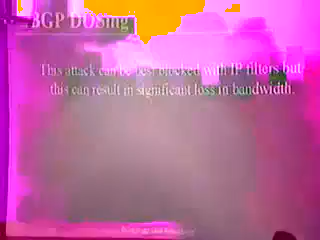 BGP DOSing
This attack can be best blocked with IP filters but
this can result in significant loss in bandwidth.